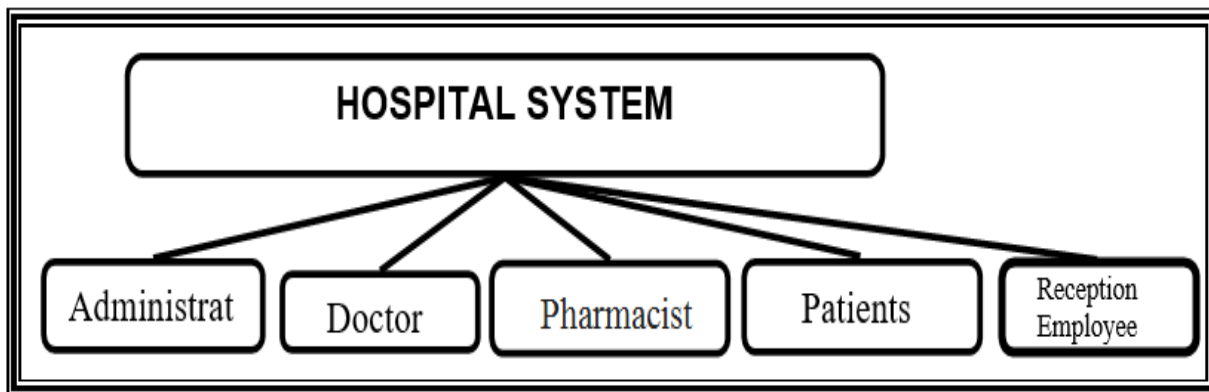 HOSPITAL SYSTEM
Administrat
Doctor
Pharmacist
Patients
Reception
Employee